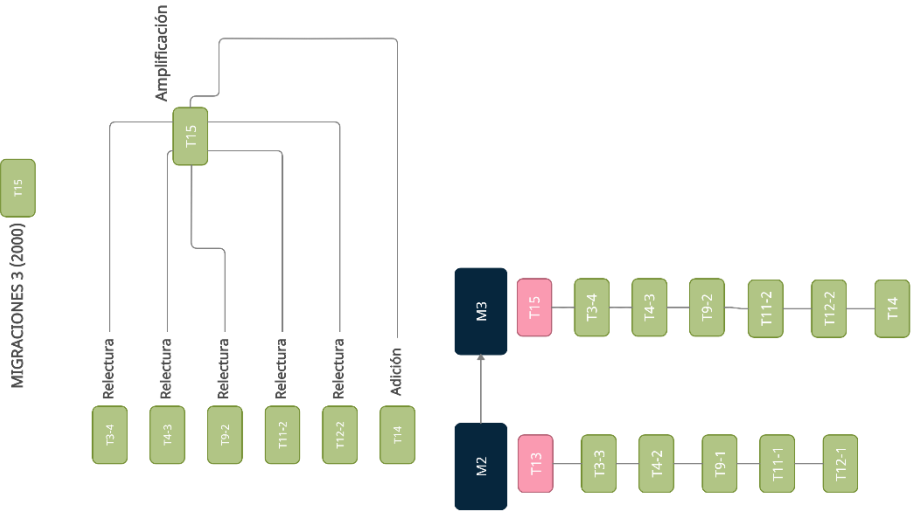 MIGRACIONES 3 (2000) T15
T3-4 Relectura
T4-3 Relectura
T9-2 Relectura
T11-2 Relectura
T12-2 Relectura
T14 Adición
T15 Amplificación
M2 M3
T13 T15
T3-3 T3-4
T4-2 T4-3
T9-1 T9-2
T11-1 T11-2
T12-1 T12-2
T14